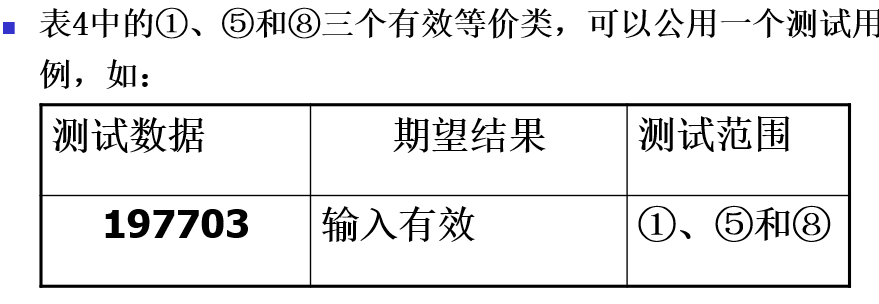 表4中的①、⑤和⑧三个有效等价类，可以公用一个测试用
例，如：
测试数据 期望结果 测试范围
197703 输入有效 ①、⑤和⑧